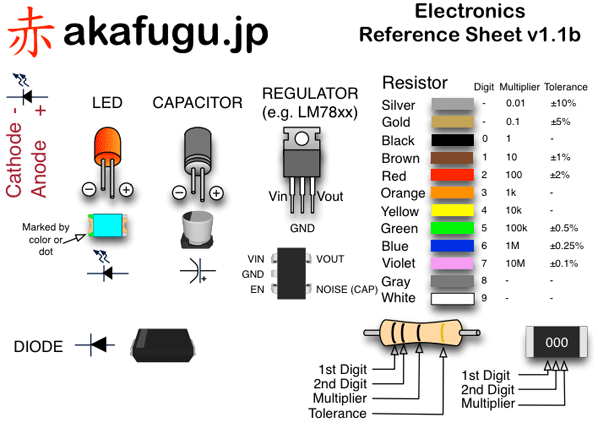 赤 akafugu.jp
Electronics
Reference Sheet v1.1b
Cathode -
Anode +
LED
CAPACITOR
REGULATOR
(e.g. LM78xx)
- +
- +
Vin Vout
GND
Marked by
color or
dot
+
VIN VOUT
GND
EN NOISE (CAP)
DIODE
Resistor Digit Multiplier Tolerance
Silver - 0.01 ±10%
Gold - 0.1 ±5%
Black 0 1 -
Brown 1 10 ±1%
Red 2 100 ±2%
Orange 3 1k -
Yellow 4 10k -
Green 5 100k ±0.5%
Blue 6 1M ±0.25%
Violet 7 10M ±0.1%
Gray 8 - -
White 9 - -
1st Digit
2nd Digit
Multiplier
Tolerance
000
1st Digit
2nd Digit
Multiplier